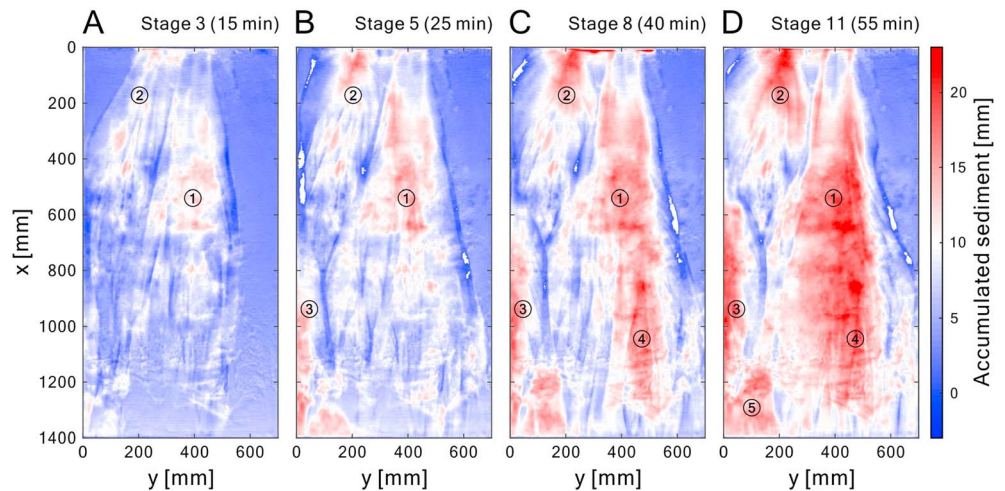 A Stage 3 (15 min) B Stage 5 (25 min) C Stage 8 (40 min) D Stage 11 (55 min)
0
200
400
600
800
1000
1200
1400
x [mm]
② ① 
② ① ③
② ① ③ ④
② ① ③ ④ ⑤
0 200 400 600 0 200 400 600 0 200 400 600 0 200 400 600
y [mm] y [mm] y [mm] y [mm]
20
15
10
5
0
Accumulated sediment [mm]